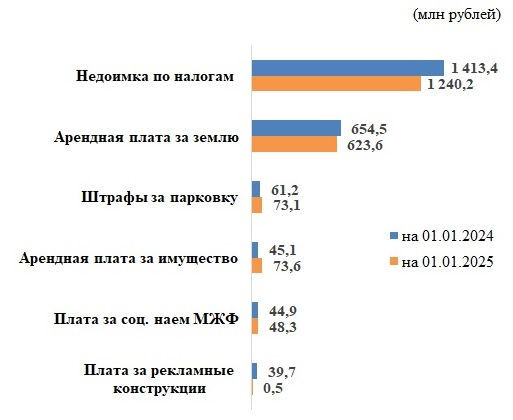 (млн рублей)
Недоимка по налогам
1 413,4
1 240,2
Арендная плата за землю
654,5
623,6
Штрафы за парковку
61,2
73,1
Арендная плата за имущество
45,1
73,6
Плата за соц. наем МЖФ
44,9
48,3
Плата за рекламные
конструкции
39,7
0,5
на 01.01.2024
на 01.01.2025